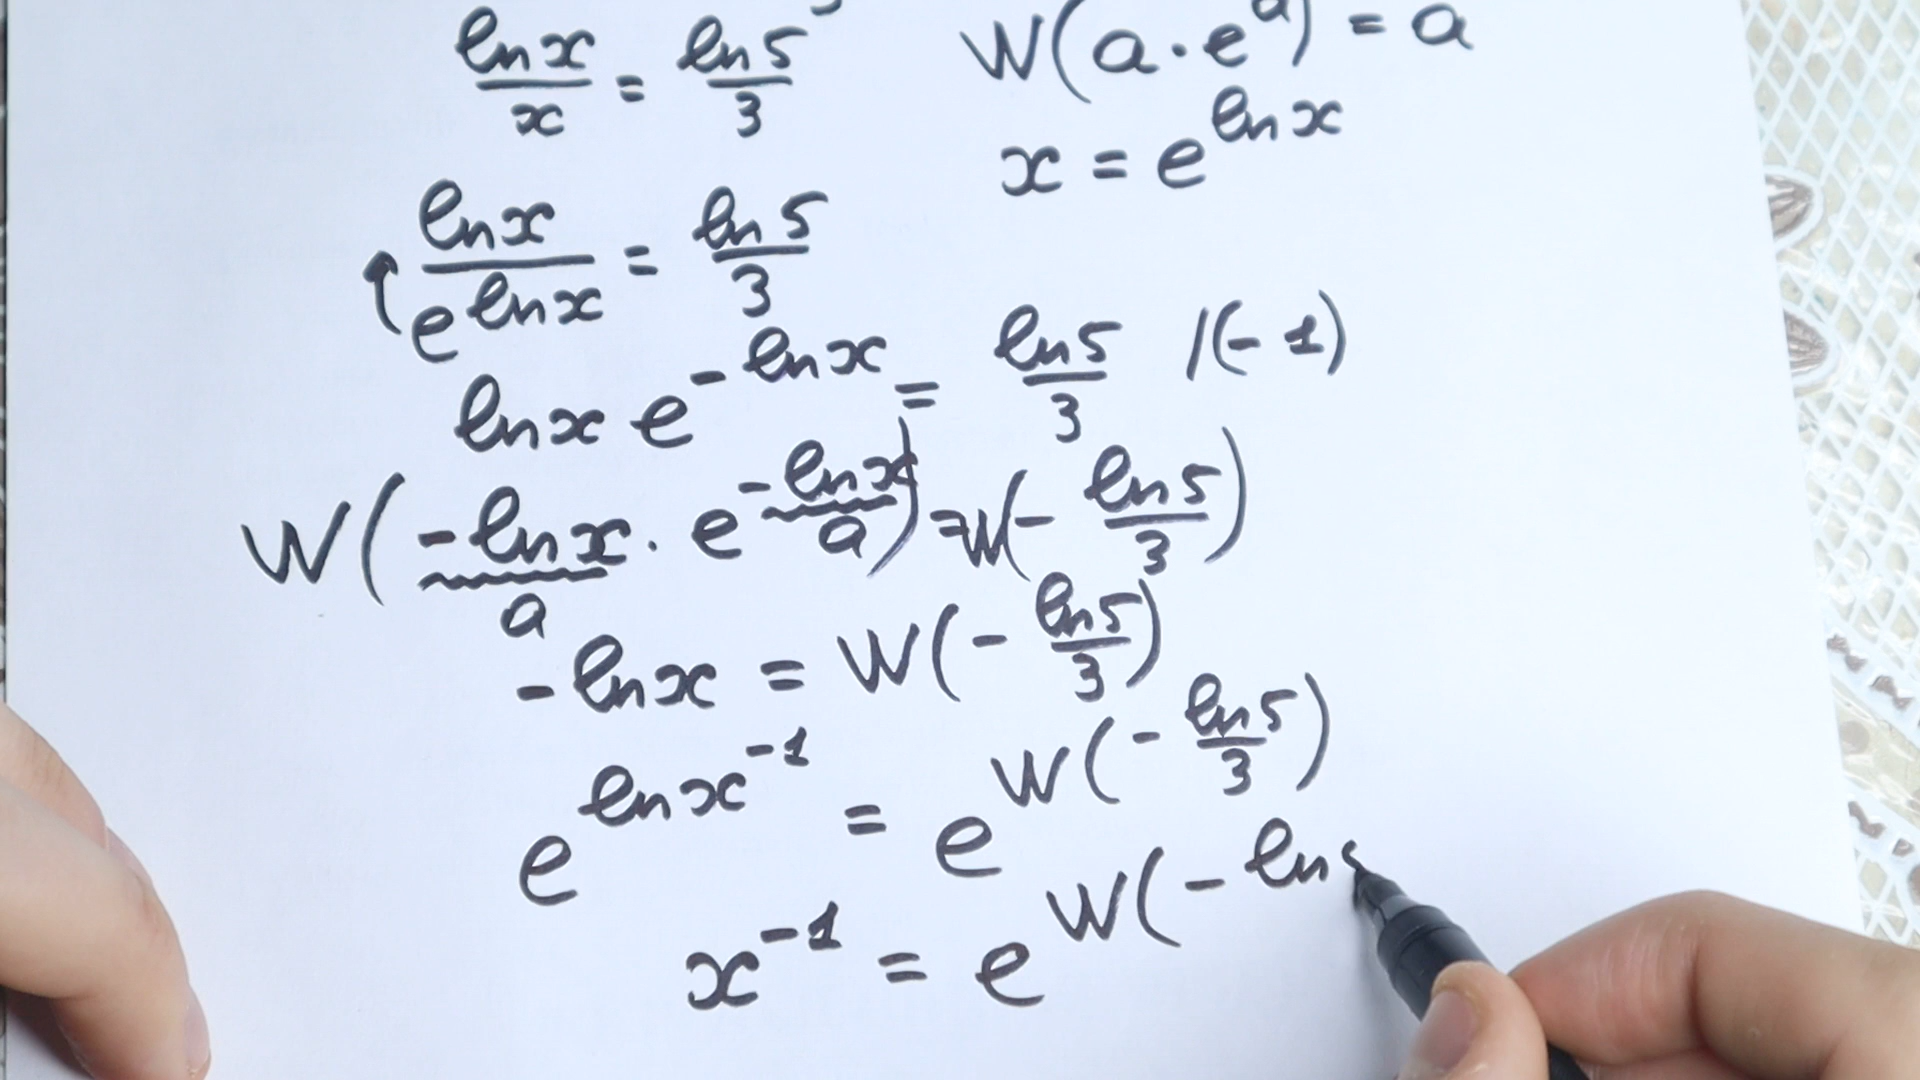 ln x / x = ln 5 / 3
W(a · e^a) = a
x = e^(ln x)
ln x / e^(ln x) = ln 5 / 3
ln x e^(-ln x) = ln 5 / 3 /(-1)
W(-ln x · e^(-ln x)) = W(- ln 5 / 3)
a a
-ln x = W(- ln 5 / 3)
e^(ln x^(-1)) = e^(W(- ln 5 / 3))
x^(-1) = e^(W(- ln